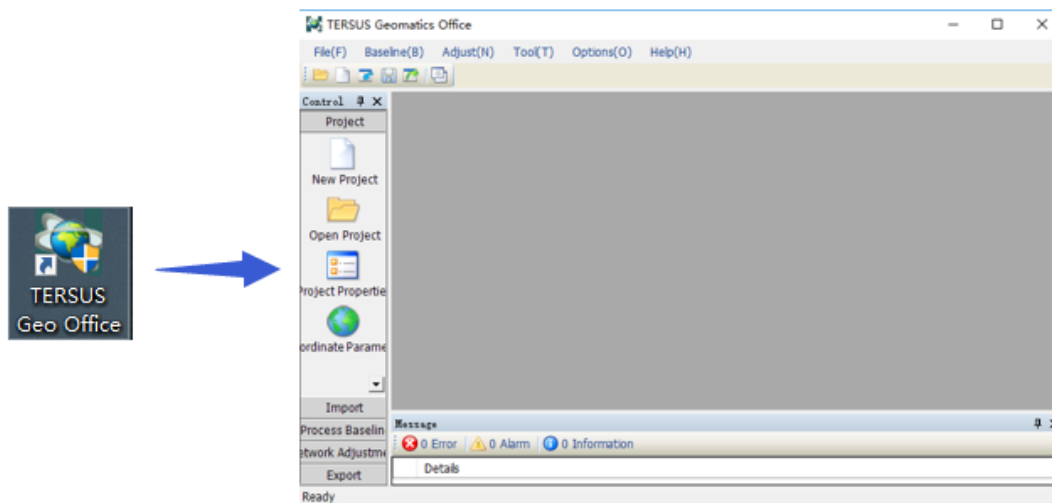 TERSUS Geomatics Office
File(F) Baseline(B) Adjust(N) Tool(T) Options(O) Help(H)
Control
Project
New Project
Open Project
Project Propertie
ordinate Parame
Import
Process Baselin
etwork Adjustme
Export
Message
0 Error 0 Alarm 0 Information
Details
Ready
TERSUS
Geo Office